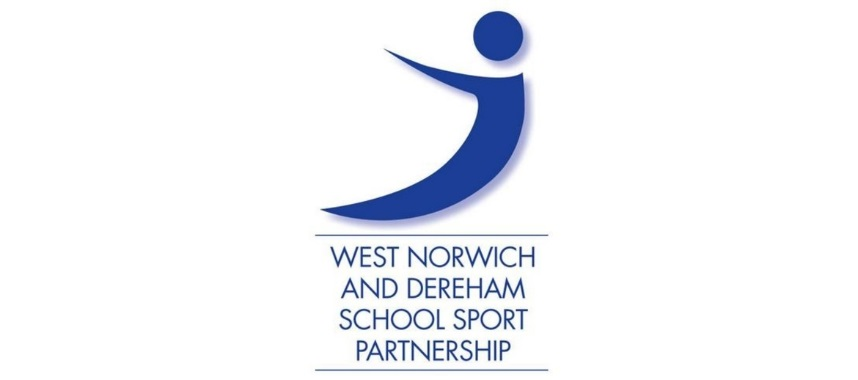 WEST NORWICH
AND DEREHAM
SCHOOL SPORT
PARTNERSHIP